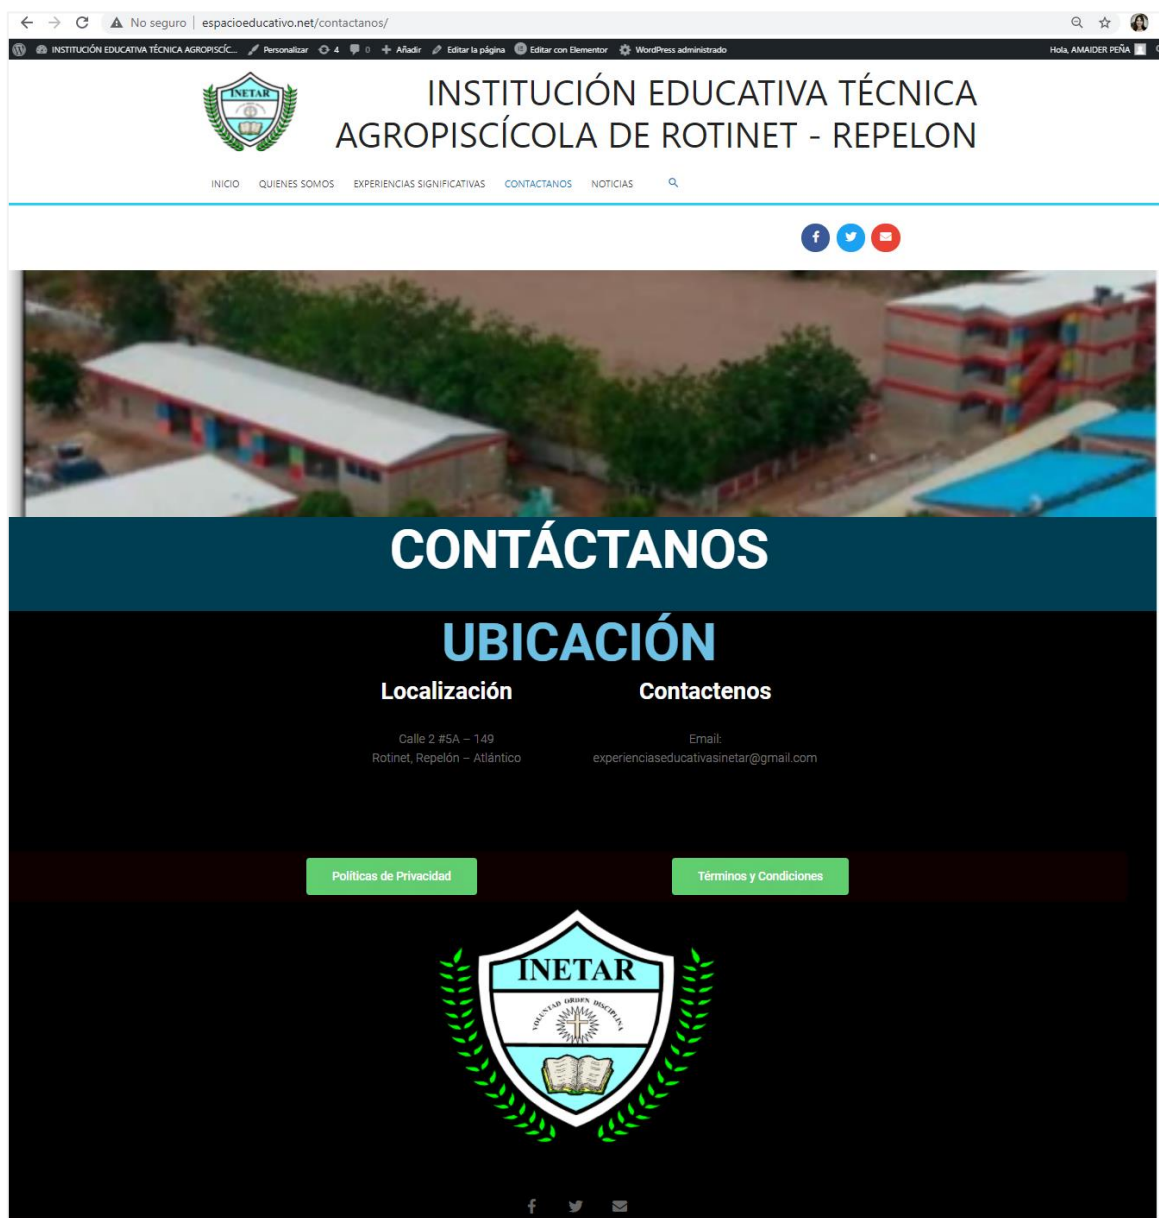 No seguro | espacioeducativo.net/contactanos/
INSTITUCIÓN EDUCATIVA TÉCNICA AGROPISCÍC... Personalizar 4 0 Añadir Editar la página Editar con Elementor WordPress administrado Hola, AMAIDER PEÑA
INETAR
INSTITUCIÓN EDUCATIVA TÉCNICA
AGROPISCÍCOLA DE ROTINET - REPELON
INICIO QUIENES SOMOS EXPERIENCIAS SIGNIFICATIVAS CONTACTANOS NOTICIAS
CONTÁCTANOS
UBICACIÓN
Localización Contactenos
Calle 2 #5A – 149 Email:
Rotinet, Repelón – Atlántico experienciaseducativasinetar@gmail.com
Políticas de Privacidad Términos y Condiciones
INETAR
VOLUNTAD ORDEN DISCIPLINA